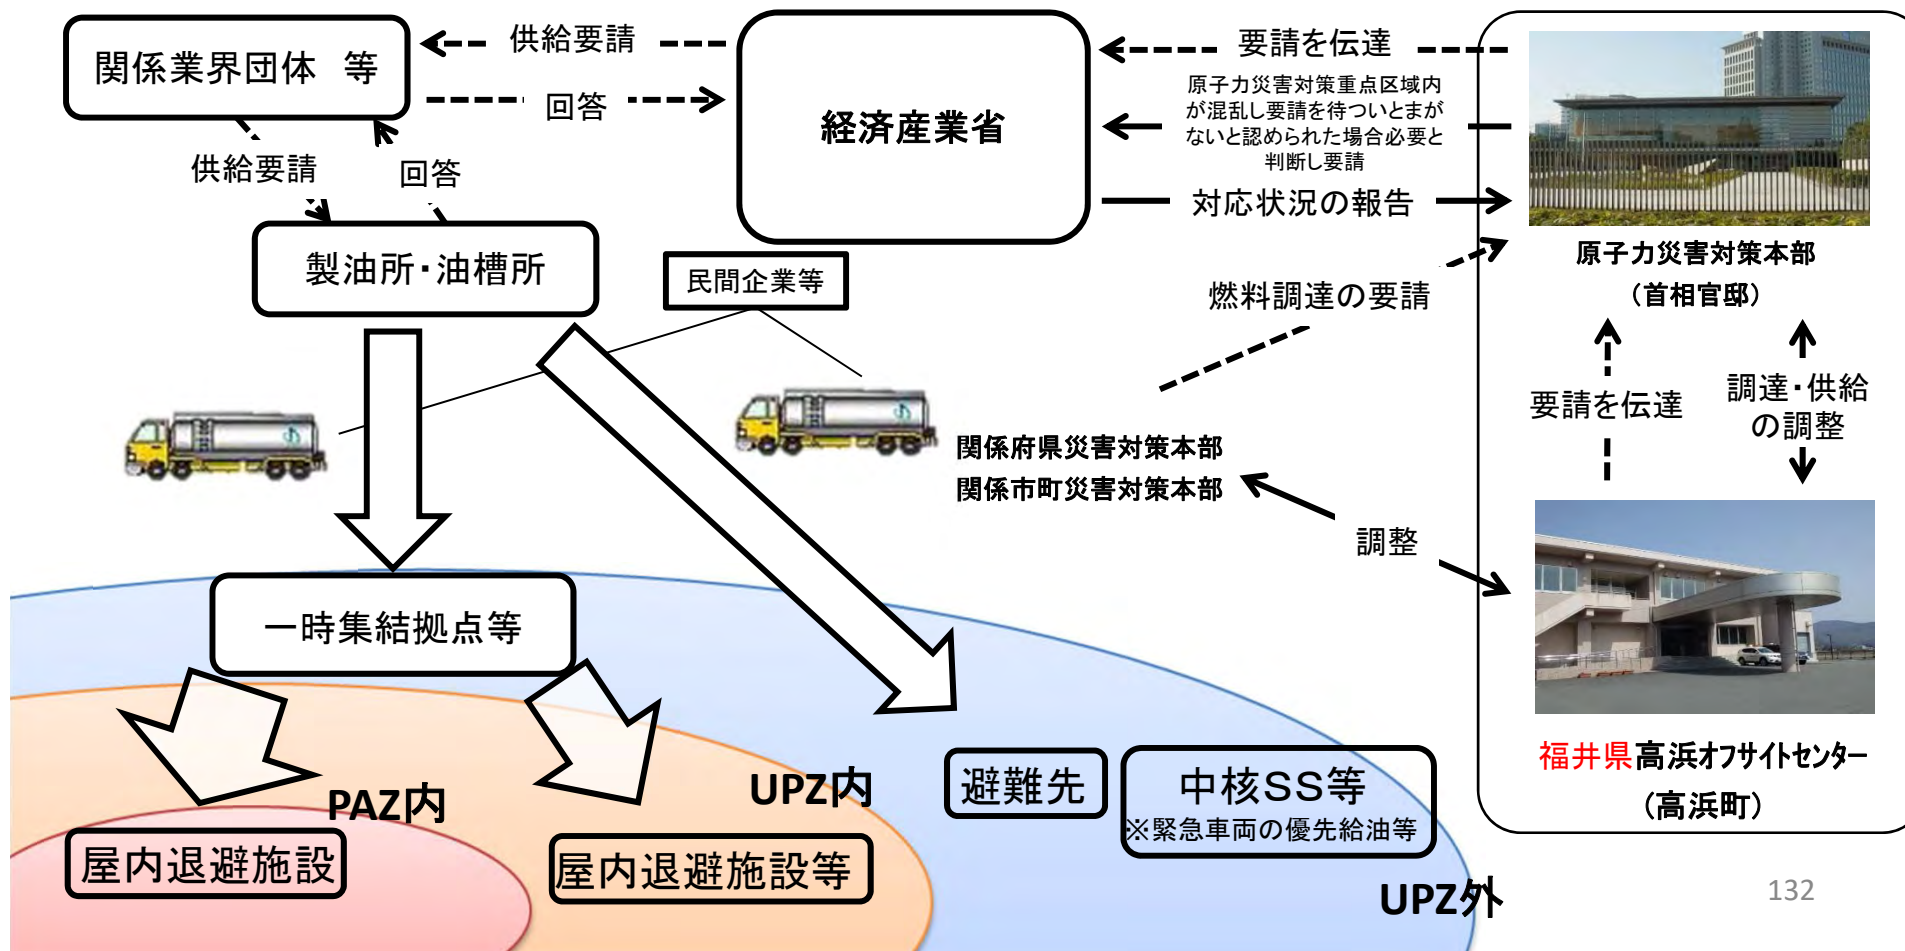 関係業界団体　等
供給要請
回答
経済産業省
要請を伝達
原子力災害対策重点区域内
が混乱し要請を待ついとまが
ないと認められた場合必要と
判断し要請
対応状況の報告
供給要請
回答
製油所・油槽所
民間企業等
燃料調達の要請
原子力災害対策本部
（首相官邸）
要請を伝達
調達・供給
の調整
関係府県災害対策本部
関係市町災害対策本部
調整
一時集結拠点等
福井県高浜オフサイトセンター
（高浜町）
PAZ内
UPZ内
避難先
中核SS等
※緊急車両の優先給油等
屋内退避施設
屋内退避施設等
UPZ外
132